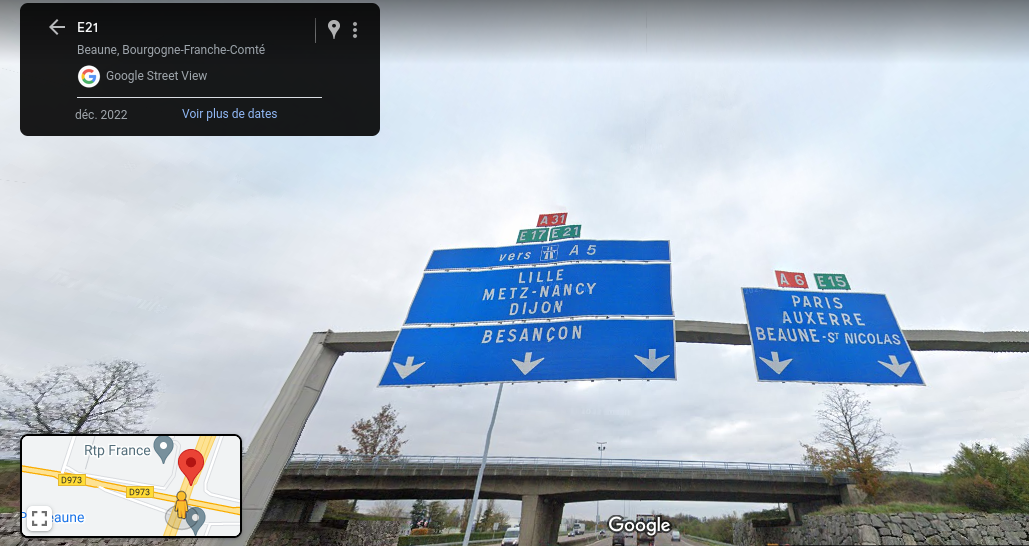 E21
Beaune, Bourgogne-Franche-Comté
Google Street View
déc. 2022 Voir plus de dates
A 31
E 17 E 21
vers A 5
LILLE
METZ-NANCY
DIJON
BESANÇON
A 6 E 15
PARIS
AUXERRE
BEAUNE-ST NICOLAS
Rtp France
D973
D973
eaune
Google